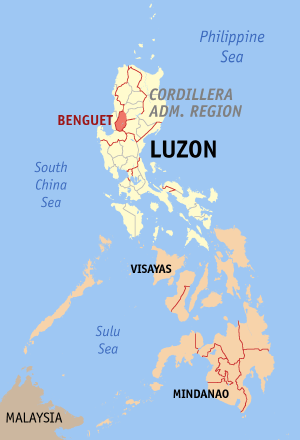 Philippine
Sea
CORDILLERA
ADM. REGION
BENGUET
LUZON
South
China
Sea
VISAYAS
Sulu
Sea
MINDANAO
MALAYSIA